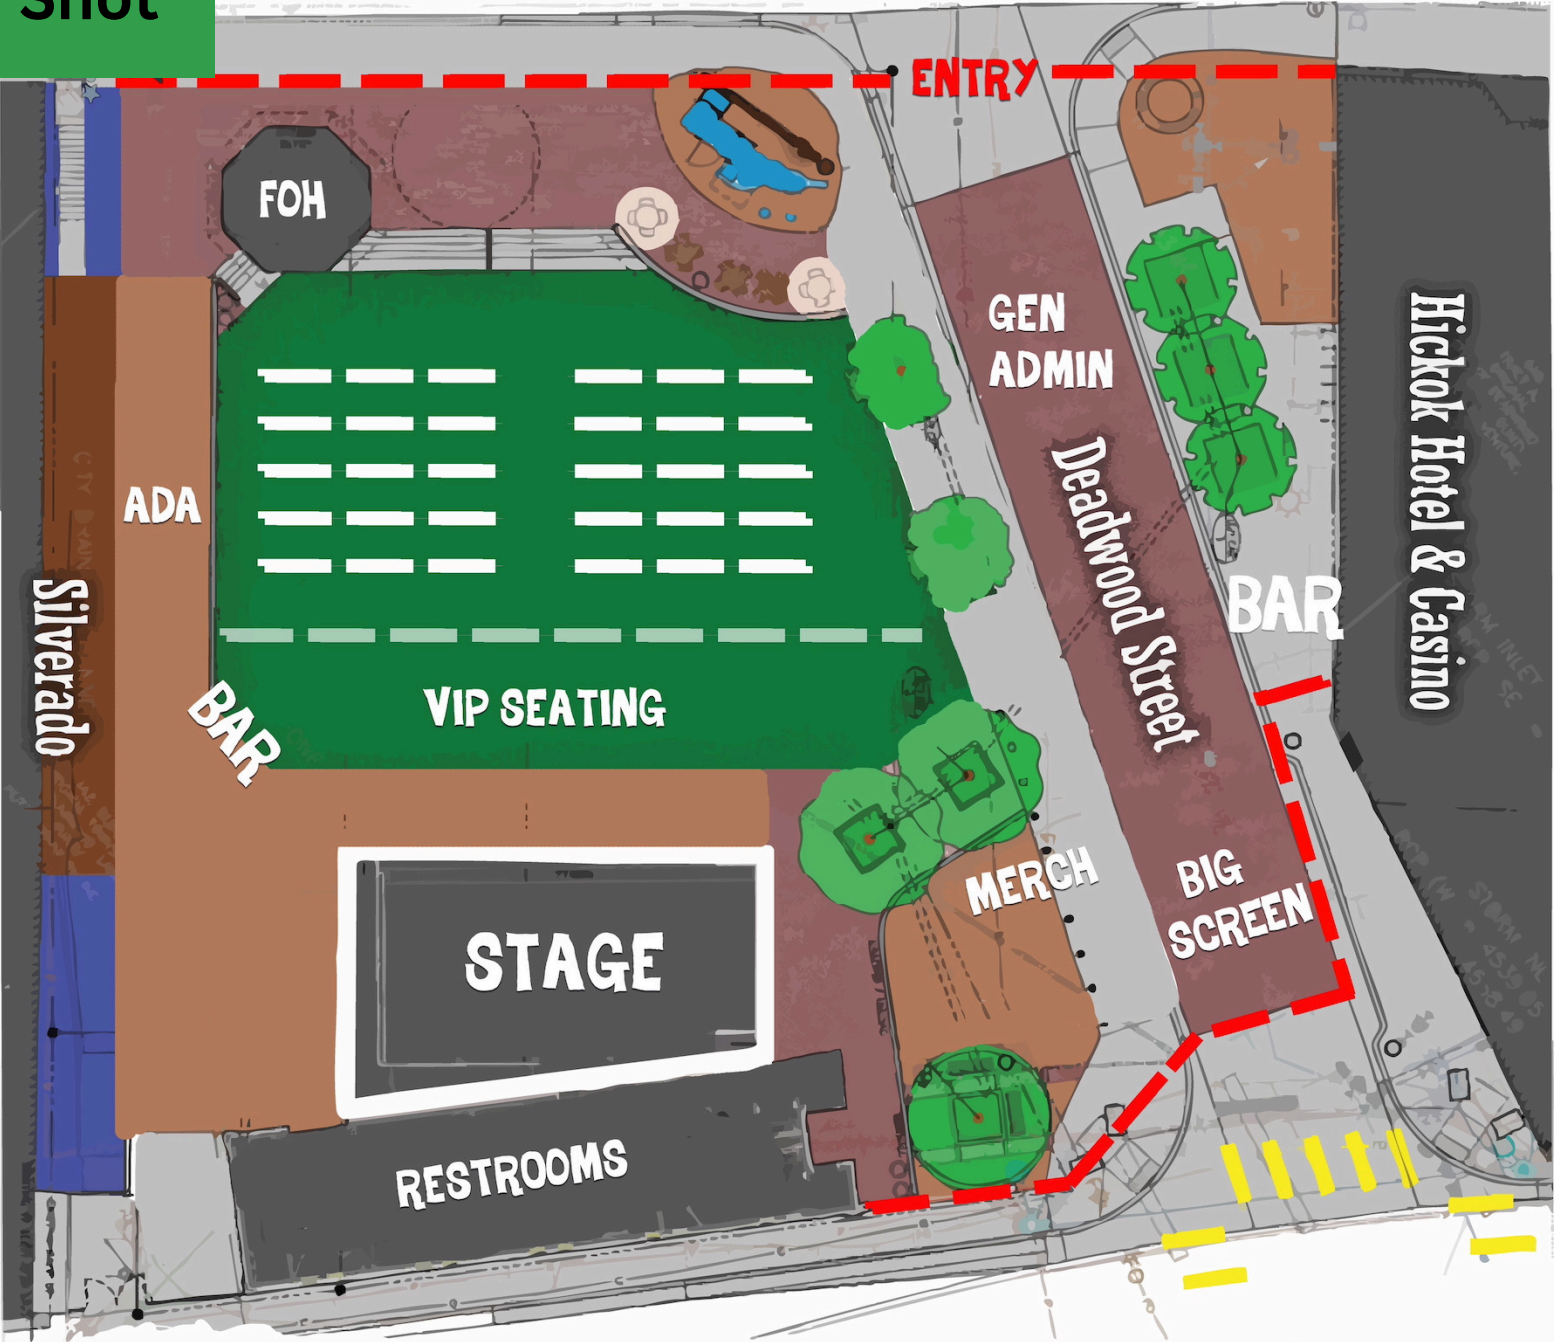 Shot
ENTRY
FOH
GEN
ADMIN
Hickok Hotel & Casino
Deadwood Street
ADA
BAR
Silverado
BAR
VIP SEATING
MERCH
BIG
SCREEN
STAGE
RESTROOMS